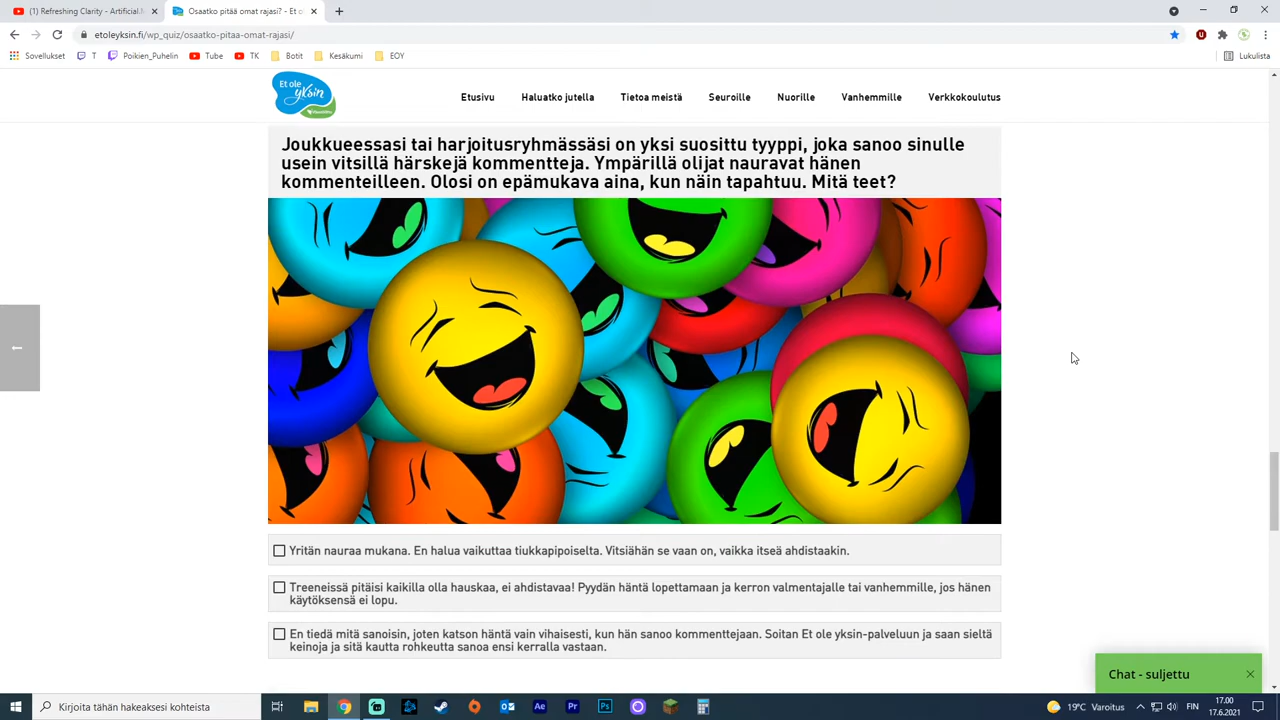 (1) Refreshing Clarity - Artificial.M
Osaatko pitää omat rajasi? - Et o
etoleyksin.fi/wp_quiz/osaatko-pitaa-omat-rajasi/
Sovellukset T Poikien_Puhelin Tube TK Botit Kesäkumi EOY Lukulista
Et ole yksin
Etusivu Haluatko jutella Tietoa meistä Seuroille Nuorille Vanhemmille Verkkokoulutus
Joukkueessasi tai harjoitusryhmässäsi on yksi suosittu tyyppi, joka sanoo sinulle
usein vitsillä härskejä kommentteja. Ympärillä olijat nauravat hänen
kommenteilleen. Olosi on epämukava aina, kun näin tapahtuu. Mitä teet?
Yritän nauraa mukana. En halua vaikuttaa tiukkapipoiselta. Vitsiähän se vaan on, vaikka itseä ahdistaakin.
Treeneissä pitäisi kaikilla olla hauskaa, ei ahdistavaa! Pyydän häntä lopettamaan ja kerron valmentajalle tai vanhemmille, jos hänen
käytöksensä ei lopu.
En tiedä mitä sanoisin, joten katson häntä vain vihaisesti, kun hän sanoo kommenttejaan. Soitan Et ole yksin-palveluun ja saan sieltä
keinoja ja sitä kautta rohkeutta sanoa ensi kerralla vastaan.
Chat - suljettu
Kirjoita tähän hakeaksesi kohteista
19°C Varoitus
FIN
17.00
17.6.2021